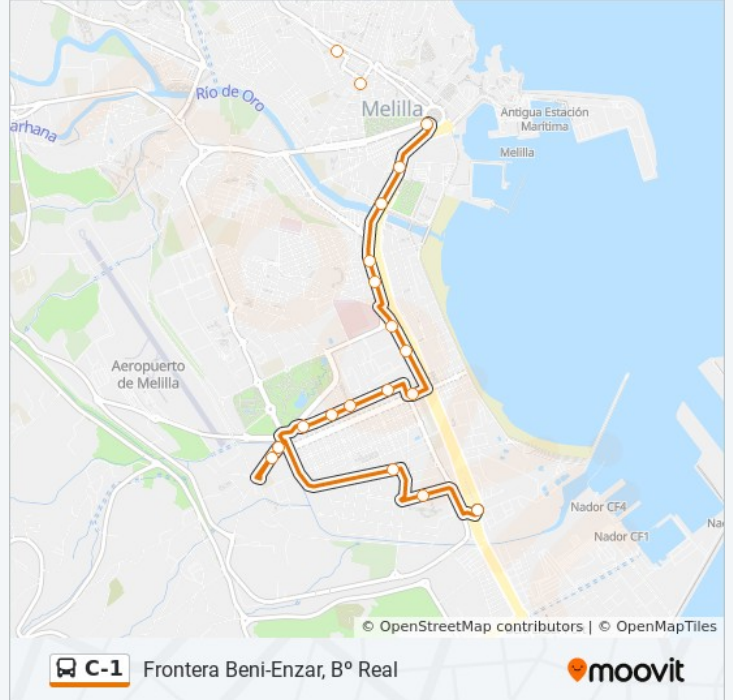 Río de Oro
Melilla
Antigua Estación
Marítima
arhana
Melilla
Aeropuerto
de Melilla
Nador CF4
Na
Nador CF1
© OpenStreetMap contributors | © OpenMapTiles
C-1
Frontera Beni-Enzar, Bº Real
moovit